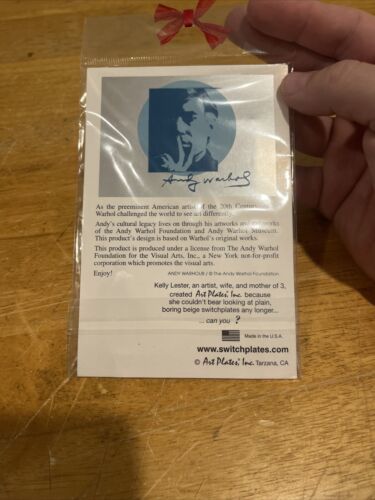 Andy Warhol
As the preeminent American artist of the 20th Century, Andy
Warhol challenged the world to see art differently.
Andy's cultural legacy lives on through his artworks and the works
of the Andy Warhol Foundation and Andy Warhol Museum.
This product's design is based on Warhol's original works.
This product was produced under a license from The Andy Warhol
Foundation for the Visual Arts, Inc., a New York not-for-profit
corporation which promotes the visual arts.
Enjoy!
ANDY WARHOL® / © The Andy Warhol Foundation.
Kelly Lester, an artist, wife, and mother of 3,
created Art Plates, Inc. because
she couldn't bear looking at plain,
boring beige switchplates any longer...
... can you ?
Made in the U.S.A.
www.switchplates.com
© Art Plates, Inc. Tarzana, CA